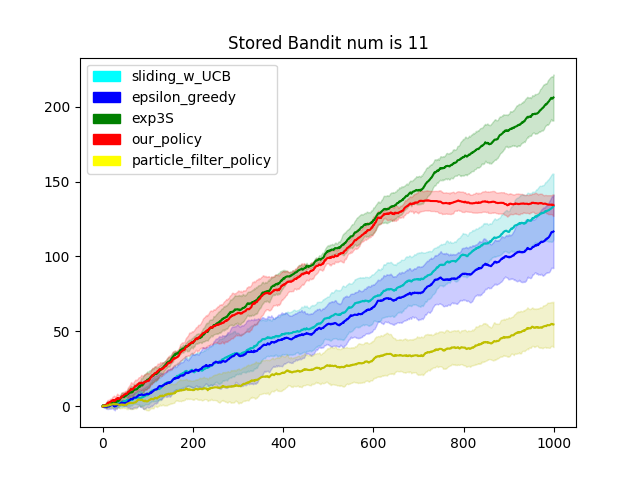 Stored Bandit num is 11
sliding_w_UCB
epsilon_greedy
exp3S
our_policy
particle_filter_policy
200
150
100
50
0
0 200 400 600 800 1000